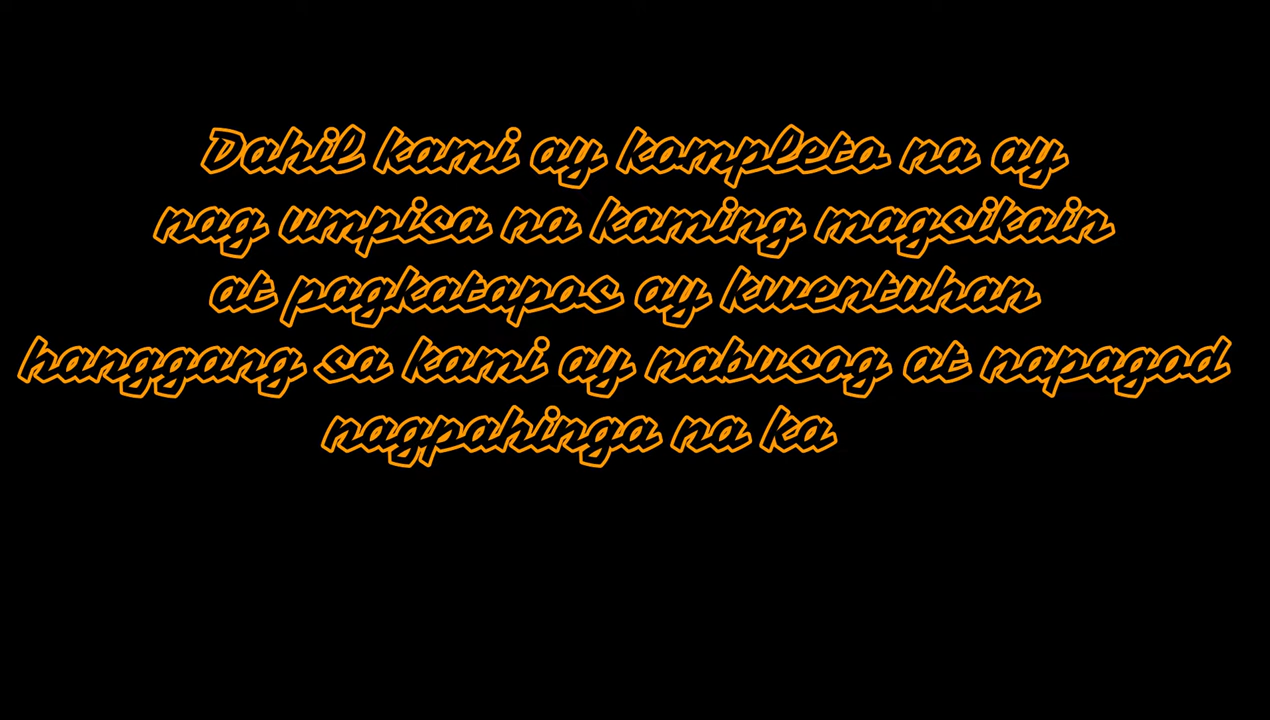 Dahil kami ay kompleto na ay
nag umpisa na kaming magsikain
at pagkatapos ay kwentuhan
hanggang sa kami ay nabusog at napagod
nagpahinga na ka